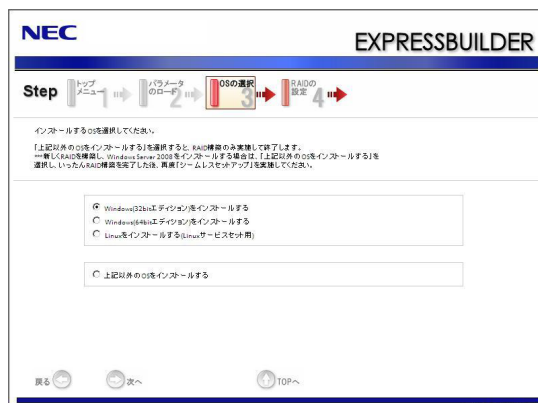 NEC
EXPRESSBUILDER
Step
トップ
メニュー 1
パラメータ
のロード 2
OSの選択
3
RAIDの
設定 4
インストールするOSを選択してください。
「上記以外のOSをインストールする」を選択すると、RAID構築のみ実施して終了します。
***新しくRAIDを構築し、Windows Server 2008 をインストールする場合は、「上記以外のOSをインストールする」を
選択し、いったんRAID構築を完了した後、再度「シームレスセットアップ」を実施してください。
Windows(32bitエディション)をインストールする
Windows(64bitエディション)をインストールする
Linuxをインストールする(Linuxサービスセット用)
上記以外のOSをインストールする
戻る
次へ
TOPへ